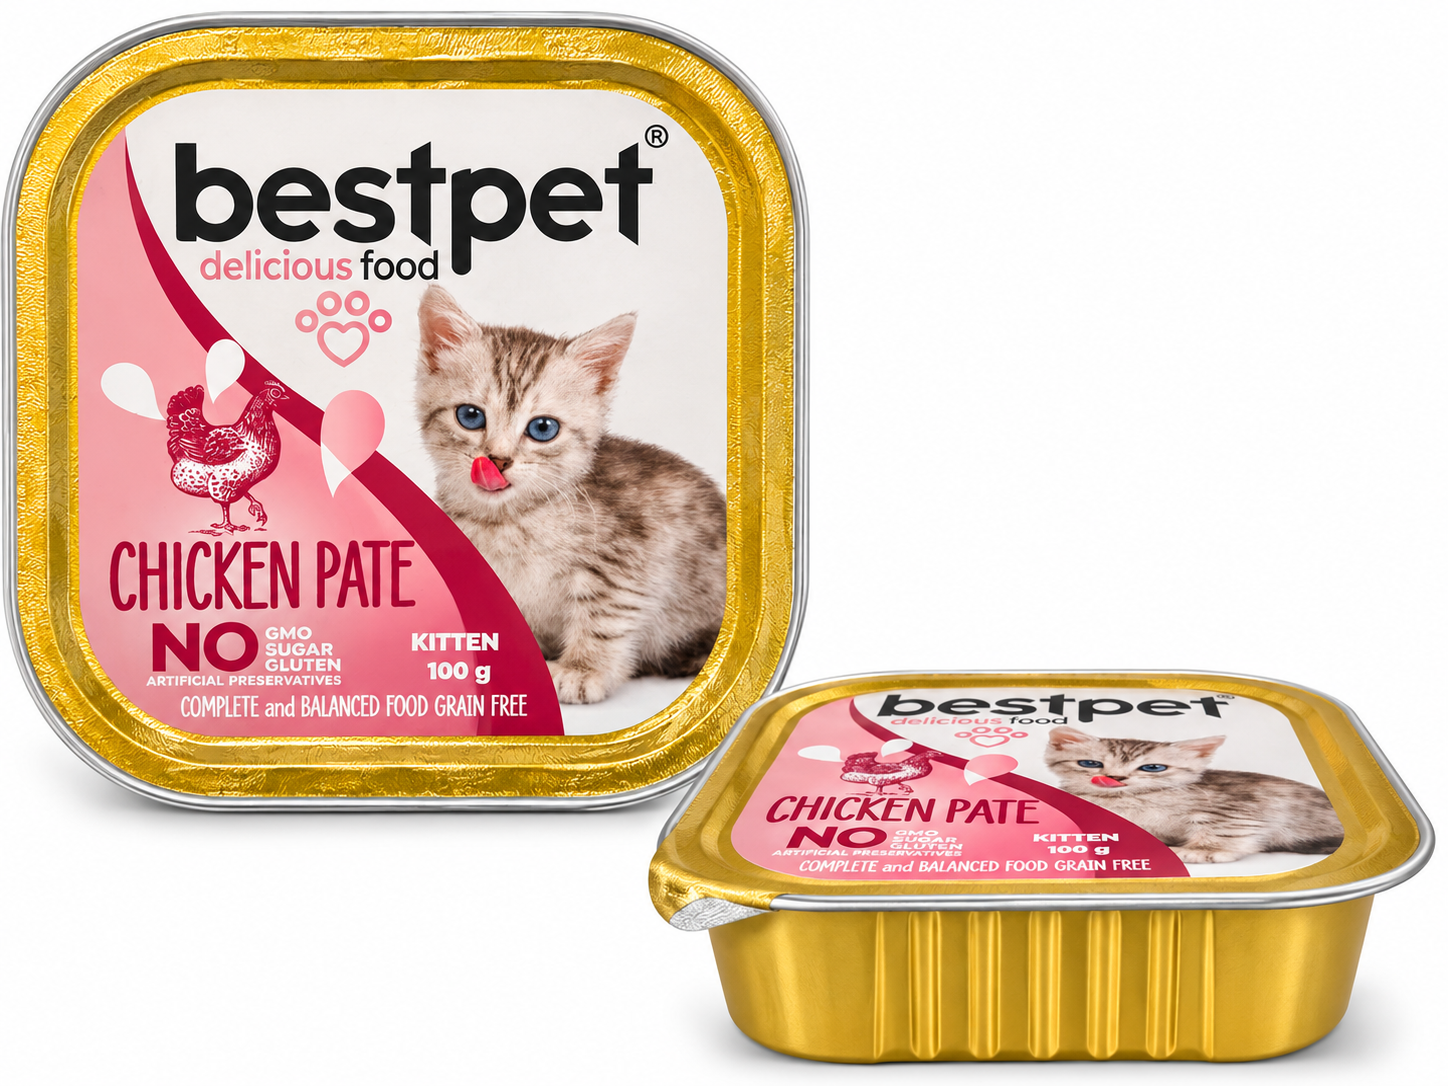 bestpet®
delicious food
CHICKEN PATE
NO GMO
SUGAR
GLUTEN
ARTIFICIAL PRESERVATIVES
KITTEN
100 g
COMPLETE and BALANCED FOOD GRAIN FREE
bestpet®
delicious food
CHICKEN PATE
NO GMO
SUGAR
GLUTEN
ARTIFICIAL PRESERVATIVES
KITTEN
100 g
COMPLETE and BALANCED FOOD GRAIN FREE